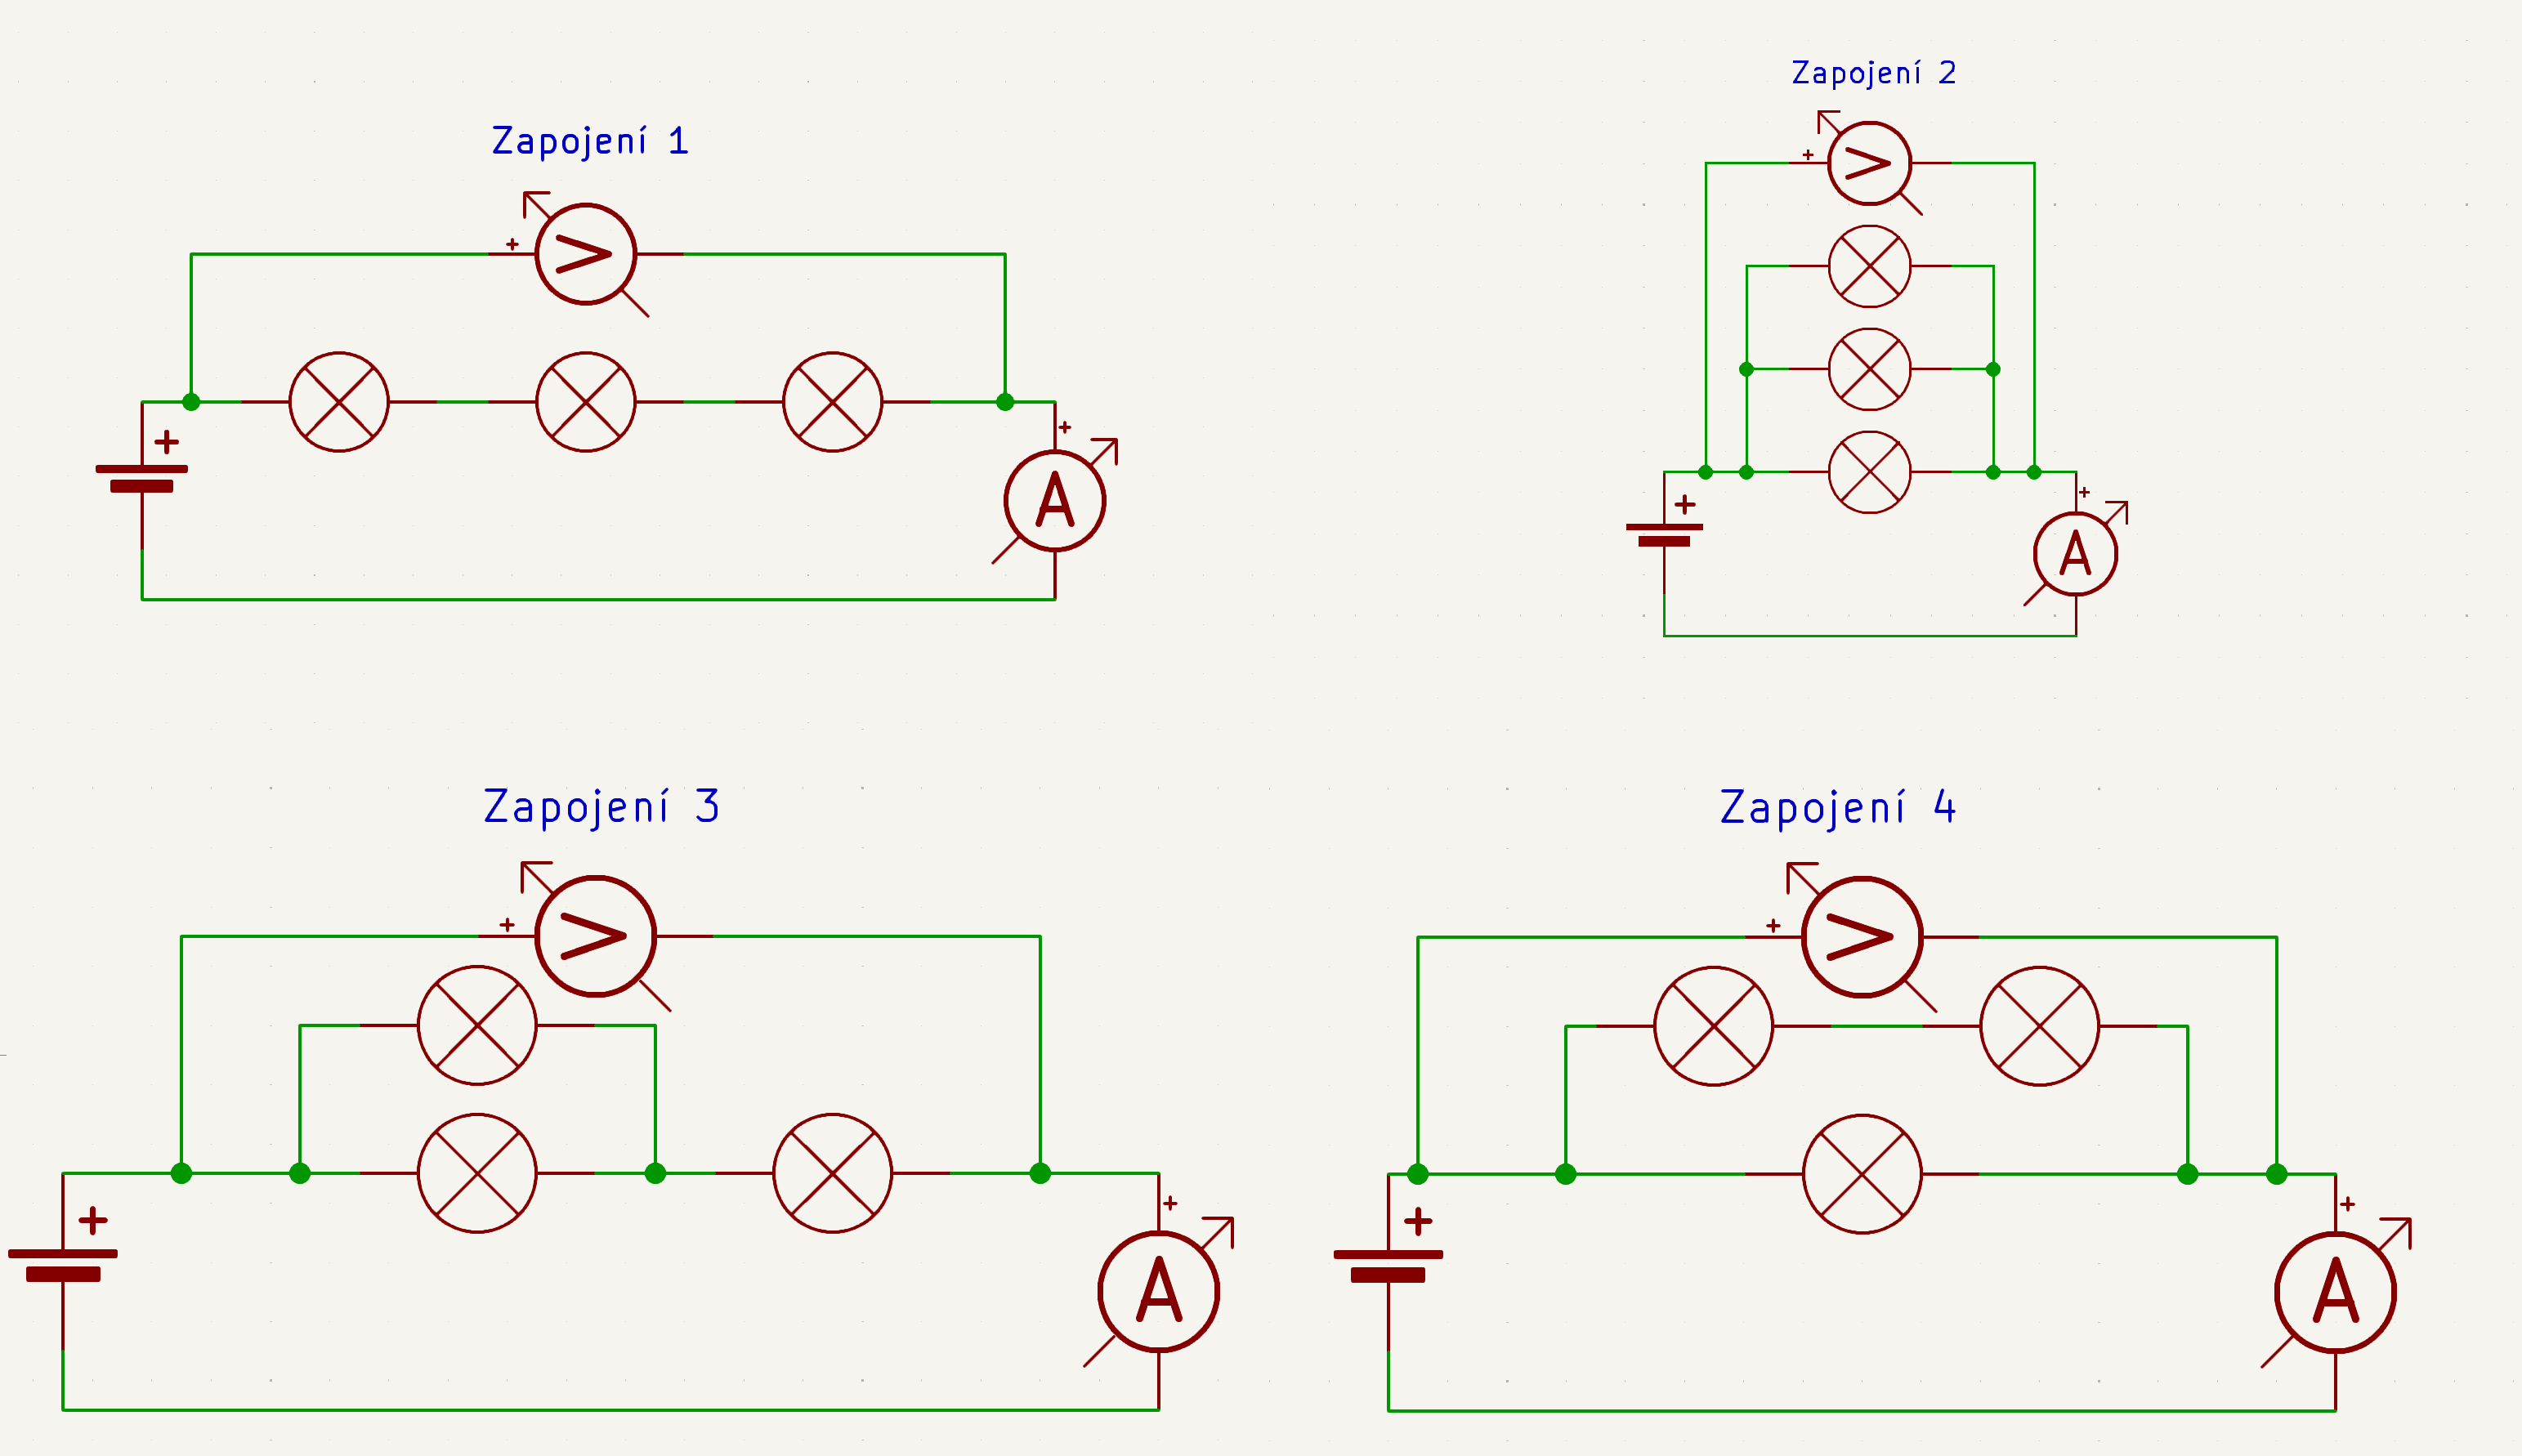 Zapojení 1
V
+
+
+
A
Zapojení 2
+
V
+
+
A
Zapojení 3
+
V
+
+
A
Zapojení 4
+
V
+
+
A